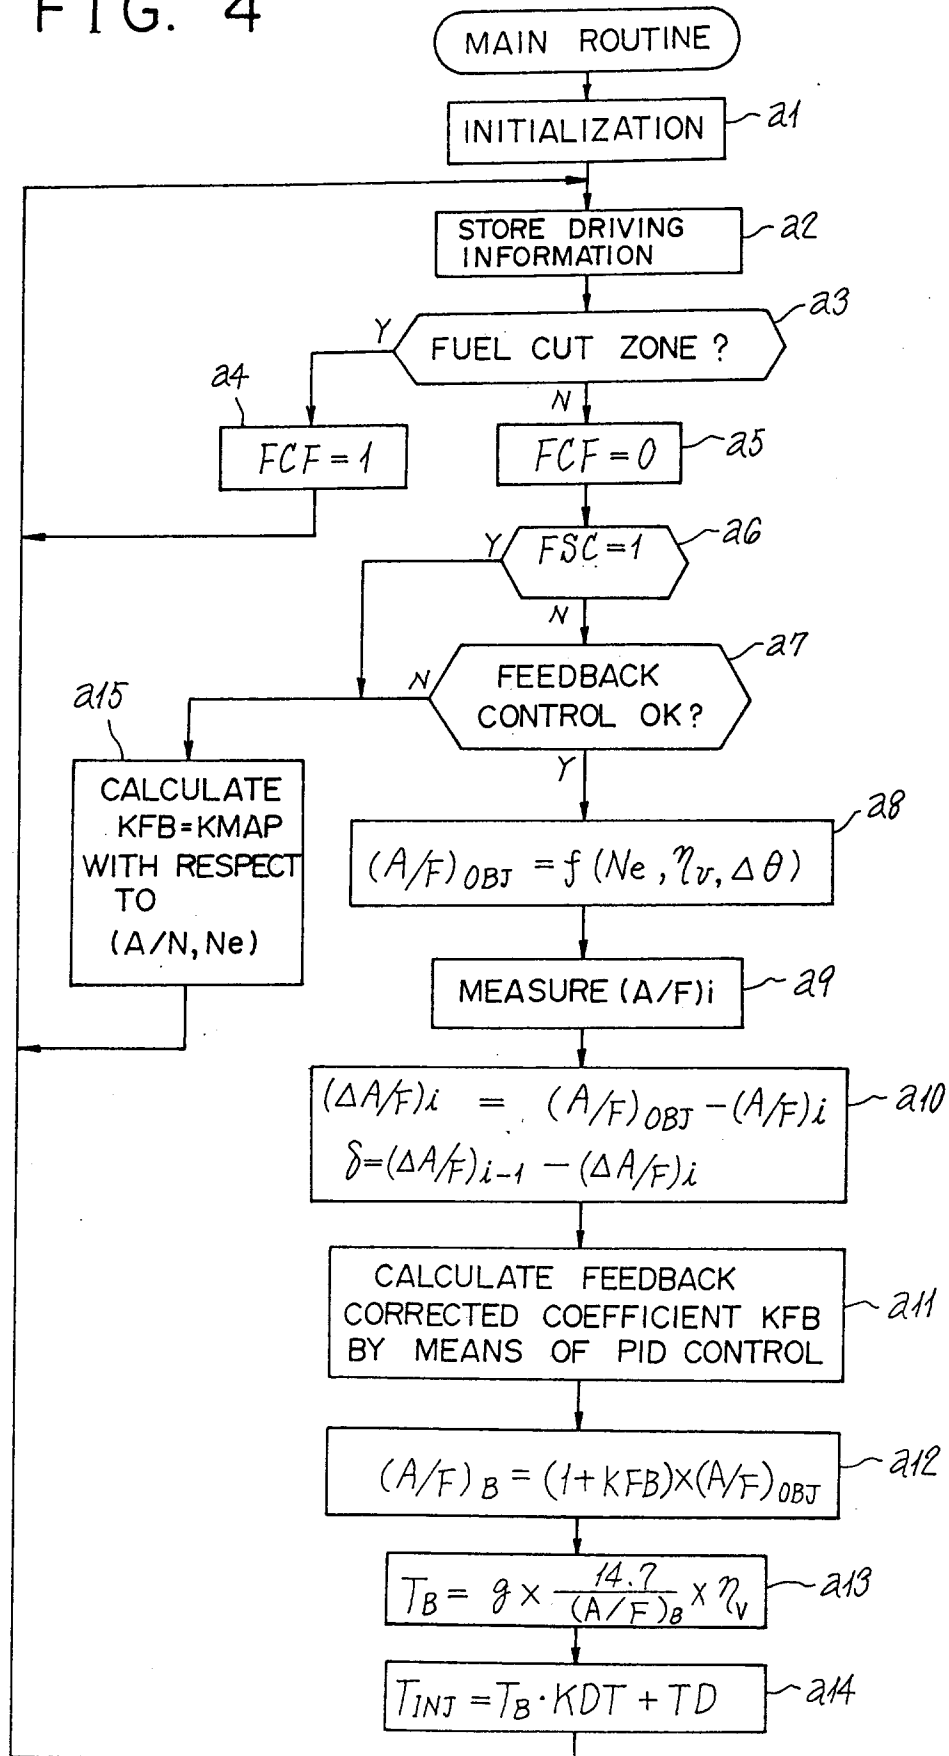 FIG. 4
MAIN ROUTINE
INITIALIZATION
a1
STORE DRIVING
INFORMATION
a2
FUEL CUT ZONE ?
a3
Y
N
a4
FCF = 1
FCF = 0
a5
FSC = 1
a6
Y
N
FEEDBACK
CONTROL OK?
a7
N
Y
a15
CALCULATE
KFB=KMAP
WITH RESPECT
TO
(A/N, Ne)
(A/F)OBJ = f (Ne, ηv, Δθ)
a8
MEASURE (A/F)i
a9
(ΔA/F)i = (A/F)OBJ - (A/F)i
δ=(ΔA/F)i-1 - (ΔA/F)i
a10
CALCULATE FEEDBACK
CORRECTED COEFFICIENT KFB
BY MEANS OF PID CONTROL
a11
(A/F)B = (1+KFB)×(A/F)OBJ
a12
TB = g × 14.7/(A/F)B × ηv
a13
TINJ = TB · KDT + TD
a14